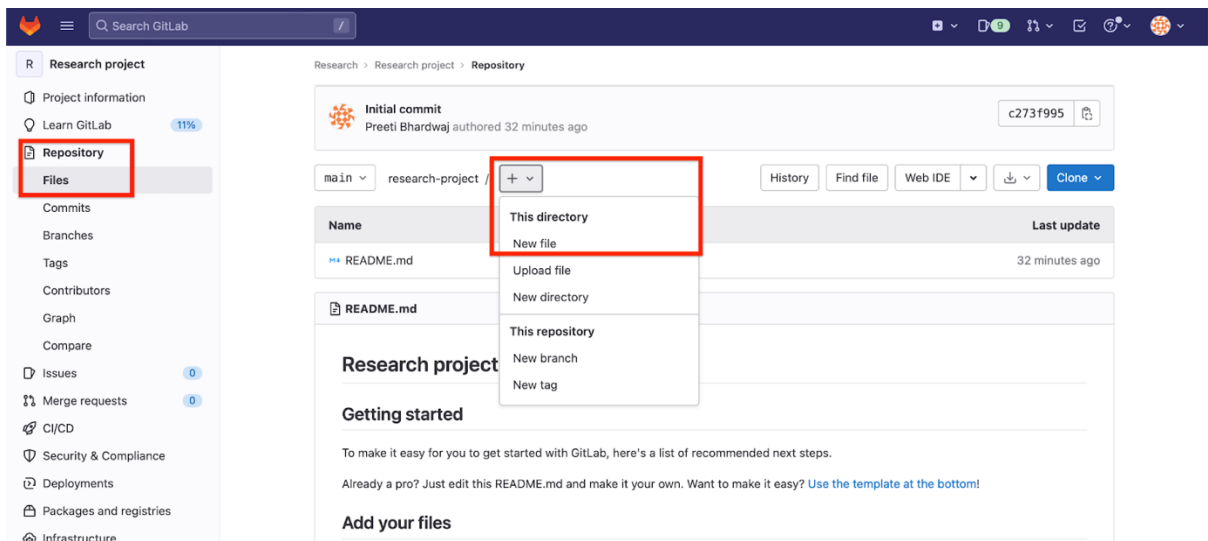 Search GitLab /
9
R Research project
Project information
Learn GitLab 11%
Repository
Files
Commits
Branches
Tags
Contributors
Graph
Compare
Issues 0
Merge requests 0
CI/CD
Security & Compliance
Deployments
Packages and registries
Infrastructure
Research > Research project > Repository
Initial commit
Preeti Bhardwaj authored 32 minutes ago
c273f995
main research-project / +
History Find file Web IDE Clone
This directory
New file
Upload file
New directory
This repository
New branch
New tag
Name Last update
README.md 32 minutes ago
README.md
Research project
Getting started
To make it easy for you to get started with GitLab, here's a list of recommended next steps.
Already a pro? Just edit this README.md and make it your own. Want to make it easy? Use the template at the bottom!
Add your files